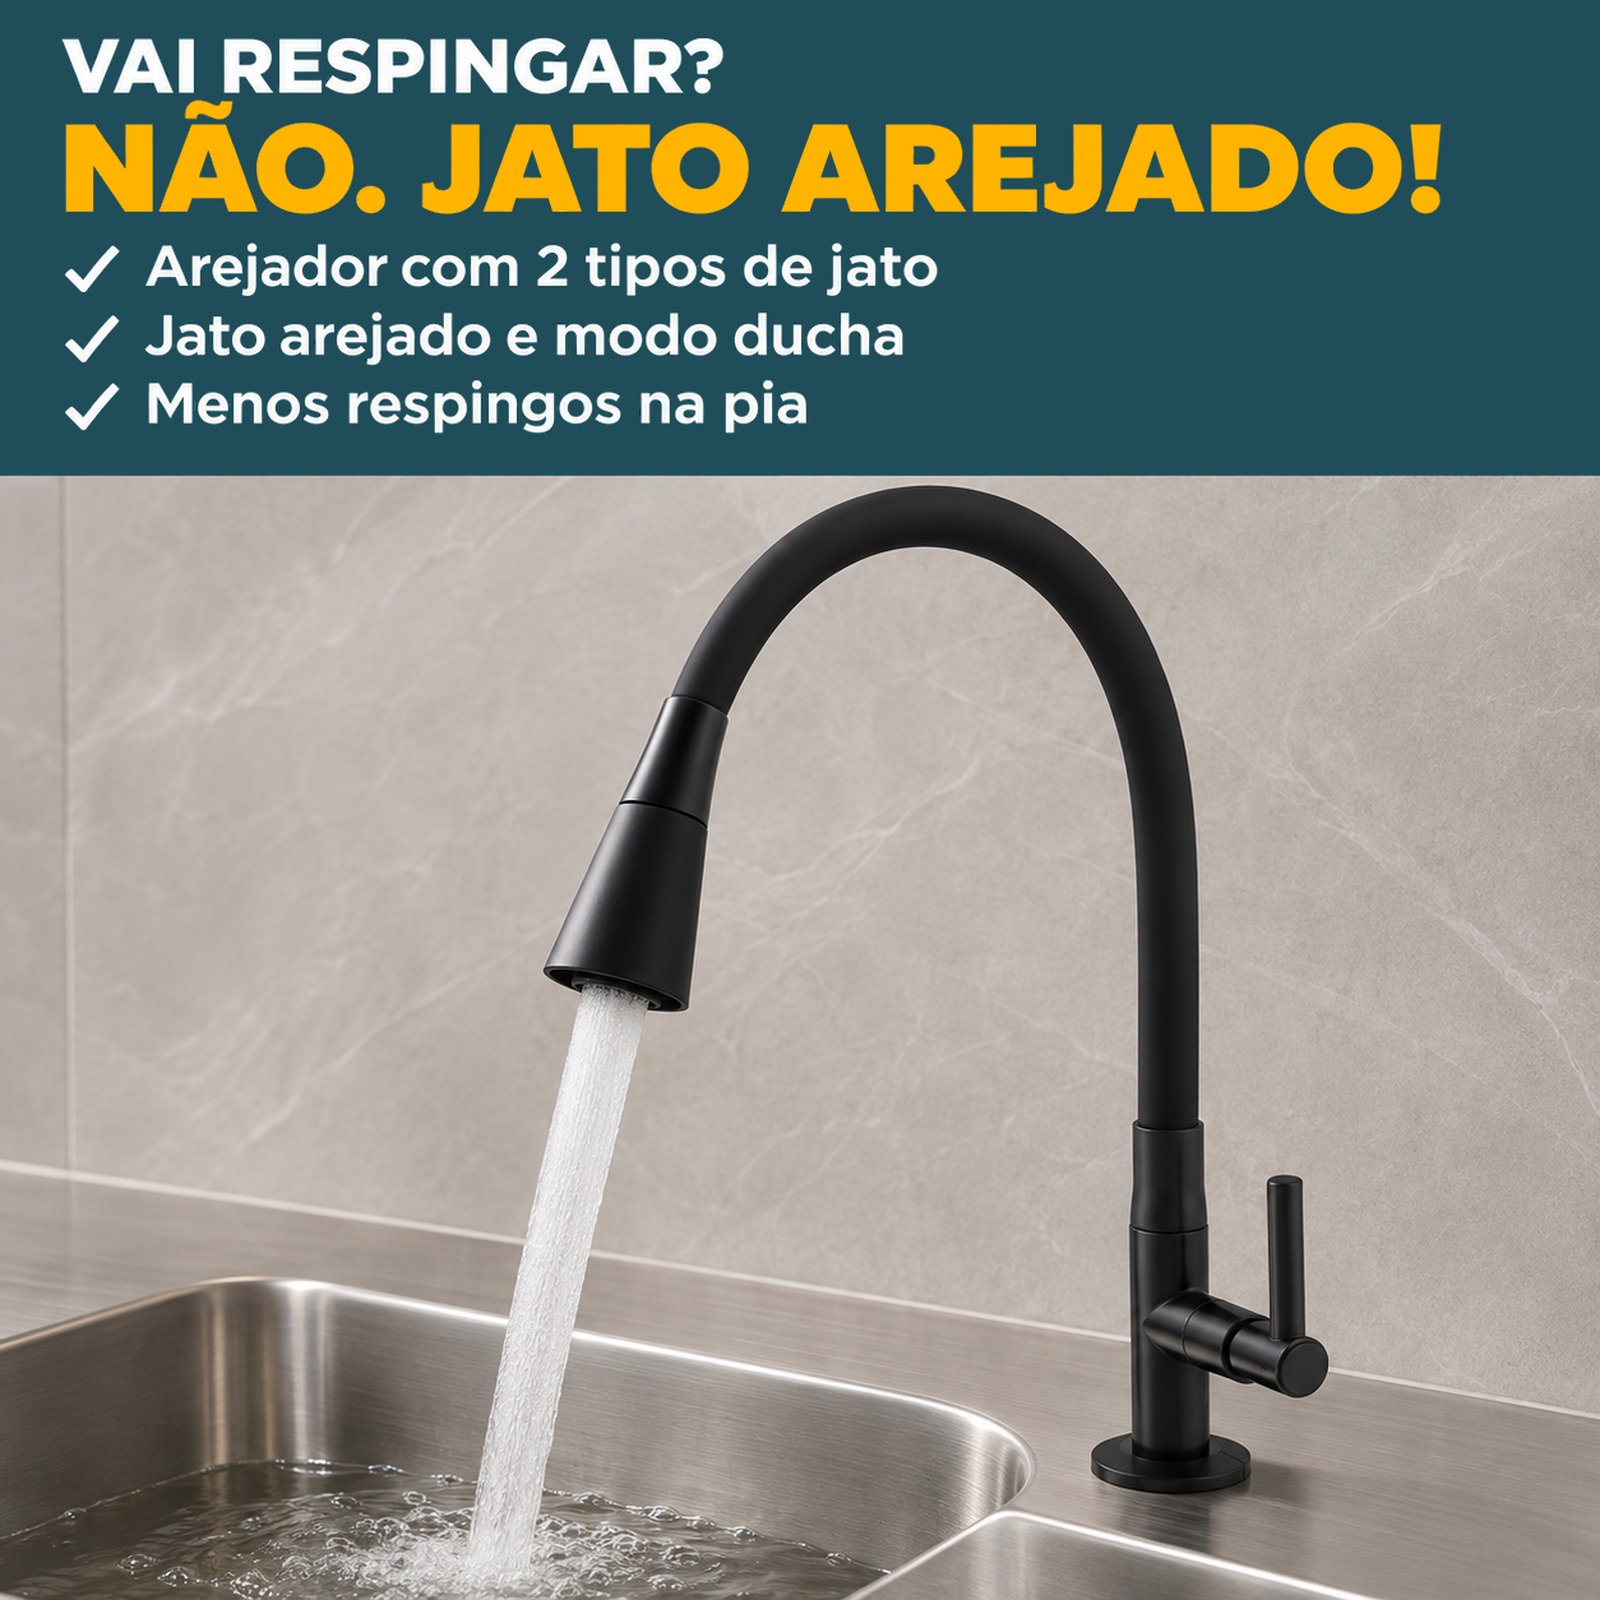 VAI RESPINGAR?
NÃO. JATO AREJADO!
Arejador com 2 tipos de jato
Jato arejado e modo ducha
Menos respingos na pia